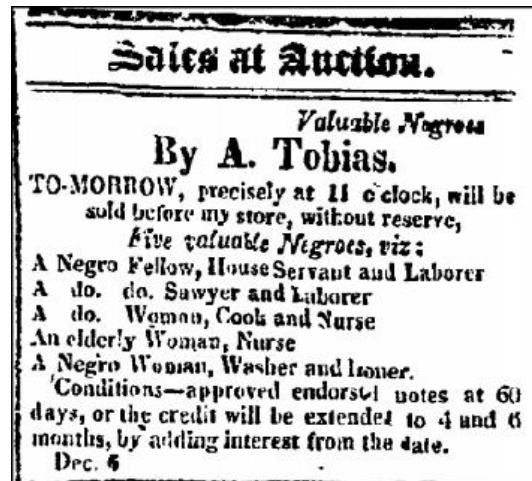 Sales at Auction.
Valuable Negroes
By A. Tobias.
TO-MORROW, precisely at 11 o'clock, will be
sold before my store, without reserve,
Five valuable Negroes, viz:
A Negro Fellow, House Servant and Laborer
A do. do. Sawyer and Laborer
A do. Woman, Cook and Nurse
An elderly Woman, Nurse
A Negro Woman, Washer and Ironer.
Conditions—approved endorsed notes at 60
days, or the credit will be extended to 4 and 6
months, by adding interest from the date.
Dec. 6